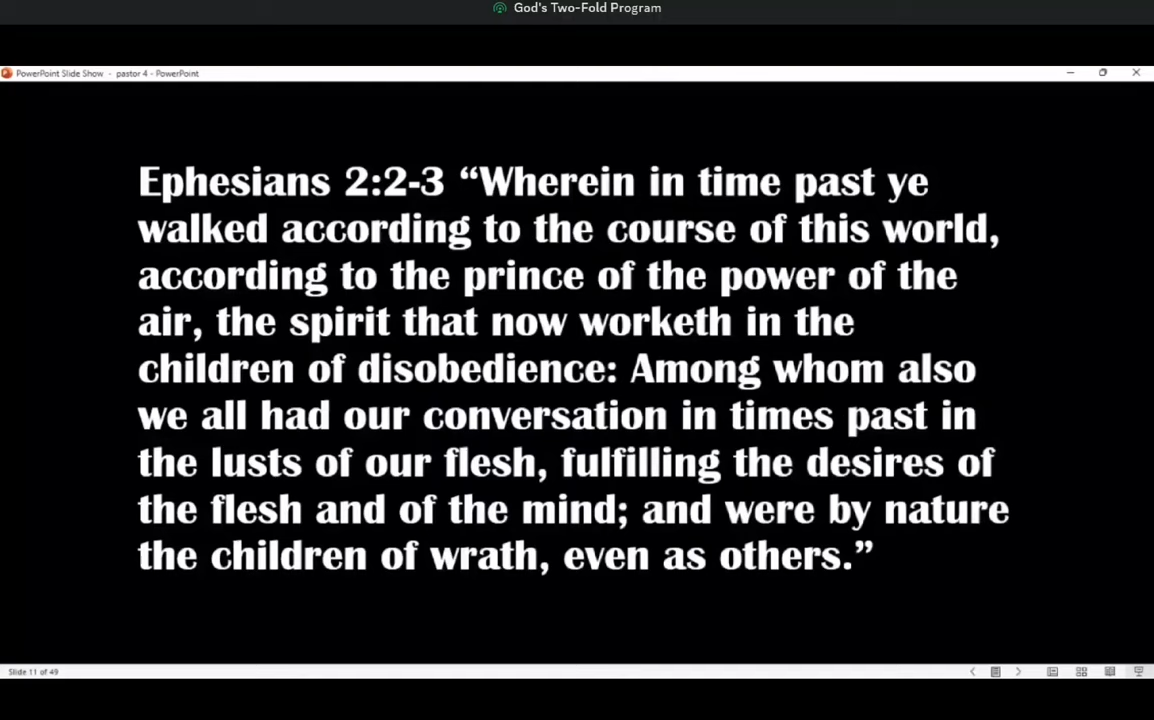 God's Two-Fold Program
PowerPoint Slide Show - pastor 4 - PowerPoint
Ephesians 2:2-3 “Wherein in time past ye
walked according to the course of this world,
according to the prince of the power of the
air, the spirit that now worketh in the
children of disobedience: Among whom also
we all had our conversation in times past in
the lusts of our flesh, fulfilling the desires of
the flesh and of the mind; and were by nature
the children of wrath, even as others.”
Slide 11 of 49